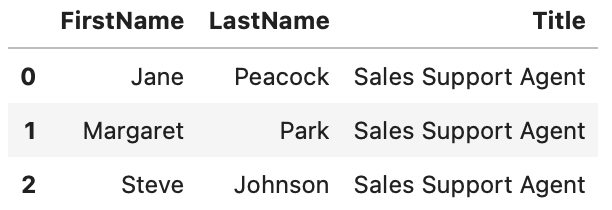 FirstName LastName Title
0 Jane Peacock Sales Support Agent
1 Margaret Park Sales Support Agent
2 Steve Johnson Sales Support Agent